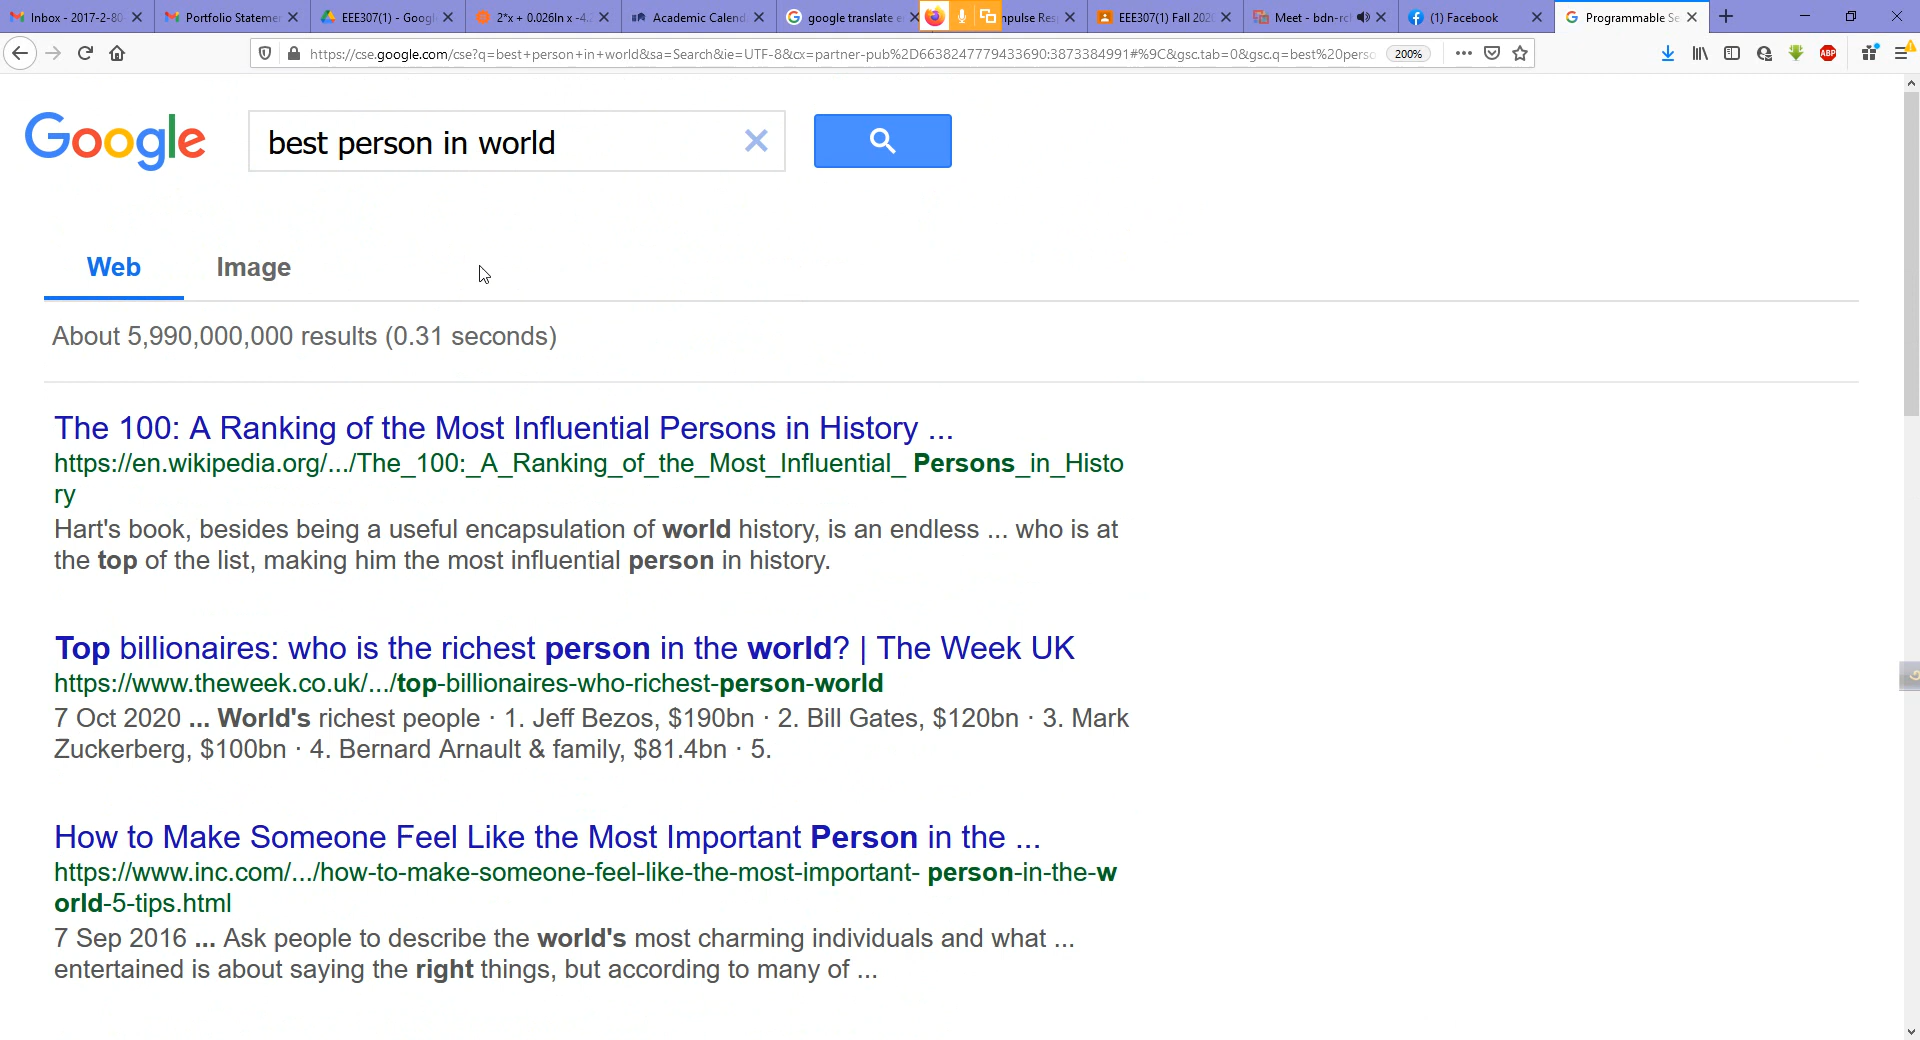 Inbox - 2017-2-80
Portfolio Statemen
EEE307(1) - Googl
2*x + 0.026ln x -4.
Academic Calend
google translate e
mpulse Res
EEE307(1) Fall 202
Meet - bdn-rcl
(1) Facebook
Programmable Se
https://cse.google.com/cse?q=best+person+in+world&sa=Search&ie=UTF-8&cx=partner-pub%2D6638247779433690:3873384991#%9C&gsc.tab=0&gsc.q=best%20perso
200%
ABP
Google
best person in world
Web Image
About 5,990,000,000 results (0.31 seconds)
The 100: A Ranking of the Most Influential Persons in History ...
https://en.wikipedia.org/.../The_100:_A_Ranking_of_the_Most_Influential_ Persons_in_Histo
ry
Hart's book, besides being a useful encapsulation of world history, is an endless ... who is at
the top of the list, making him the most influential person in history.
Top billionaires: who is the richest person in the world? | The Week UK
https://www.theweek.co.uk/.../top-billionaires-who-richest-person-world
7 Oct 2020 ... World's richest people · 1. Jeff Bezos, $190bn · 2. Bill Gates, $120bn · 3. Mark
Zuckerberg, $100bn · 4. Bernard Arnault & family, $81.4bn · 5.
How to Make Someone Feel Like the Most Important Person in the ...
https://www.inc.com/.../how-to-make-someone-feel-like-the-most-important- person-in-the-w
orld-5-tips.html
7 Sep 2016 ... Ask people to describe the world's most charming individuals and what ...
entertained is about saying the right things, but according to many of ...